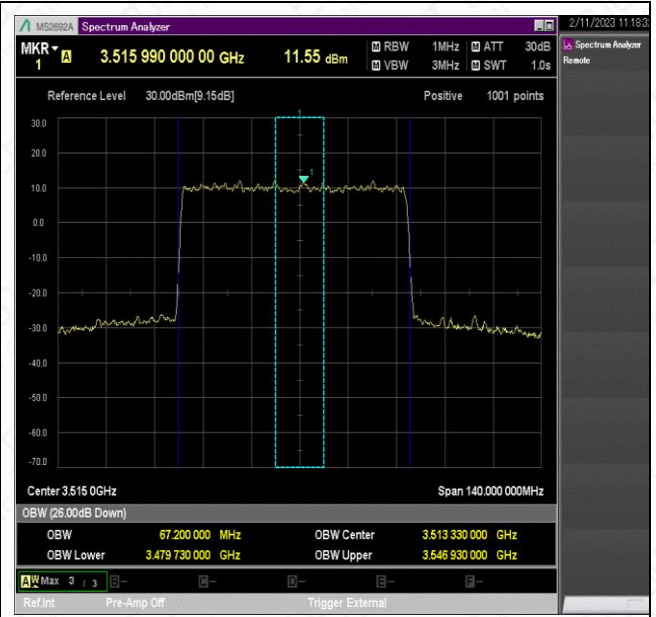 MS2692A Spectrum Analyzer
2/11/2023 11:18:33
MKR A 3.515 990 000 00 GHz 11.55 dBm
1
M RBW 1MHz M ATT 30dB
M VBW 3MHz M SWT 1.0s
Spectrum Analyzer
Remote
Reference Level 30.00dBm[9.15dB] Positive 1001 points
1
30.0
20.0
1
10.0
0.0
-10.0
-20.0
-30.0
-40.0
-50.0
-60.0
-70.0
Center 3.515 0GHz Span 140.000 000MHz
OBW (26.00dB Down)
OBW 67.200 000 MHz OBW Center 3.513 330 000 GHz
OBW Lower 3.479 730 000 GHz OBW Upper 3.546 930 000 GHz
A W Max 3 / 3 B- C- D- E- F-
Ref.Int Pre-Amp Off Trigger External